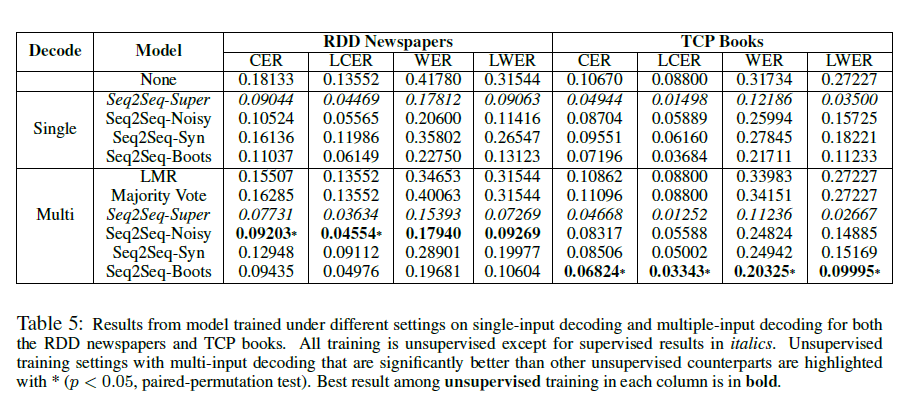 Decode Model RDD Newspapers TCP Books
CER LCER WER LWER CER LCER WER LWER
None 0.18133 0.13552 0.41780 0.31544 0.10670 0.08800 0.31734 0.27227
Single Seq2Seq-Super 0.09044 0.04469 0.17812 0.09063 0.04944 0.01498 0.12186 0.03500
Seq2Seq-Noisy 0.10524 0.05565 0.20600 0.11416 0.08704 0.05889 0.25994 0.15725
Seq2Seq-Syn 0.16136 0.11986 0.35802 0.26547 0.09551 0.06160 0.27845 0.18221
Seq2Seq-Boots 0.11037 0.06149 0.22750 0.13123 0.07196 0.03684 0.21711 0.11233
Multi LMR 0.15507 0.13552 0.34653 0.31544 0.10862 0.08800 0.33983 0.27227
Majority Vote 0.16285 0.13552 0.40063 0.31544 0.11096 0.08800 0.34151 0.27227
Seq2Seq-Super 0.07731 0.03634 0.15393 0.07269 0.04668 0.01252 0.11236 0.02667
Seq2Seq-Noisy 0.09203* 0.04554* 0.17940 0.09269 0.08317 0.05588 0.24824 0.14885
Seq2Seq-Syn 0.12948 0.09112 0.28901 0.19977 0.08506 0.05002 0.24942 0.15169
Seq2Seq-Boots 0.09435 0.04976 0.19681 0.10604 0.06824* 0.03343* 0.20325* 0.09995*
Table 5: Results from model trained under different settings on single-input decoding and multiple-input decoding for both
the RDD newspapers and TCP books. All training is unsupervised except for supervised results in italics. Unsupervised
training settings with multi-input decoding that are significantly better than other unsupervised counterparts are highlighted
with * (p < 0.05, paired-permutation test). Best result among unsupervised training in each column is in bold.